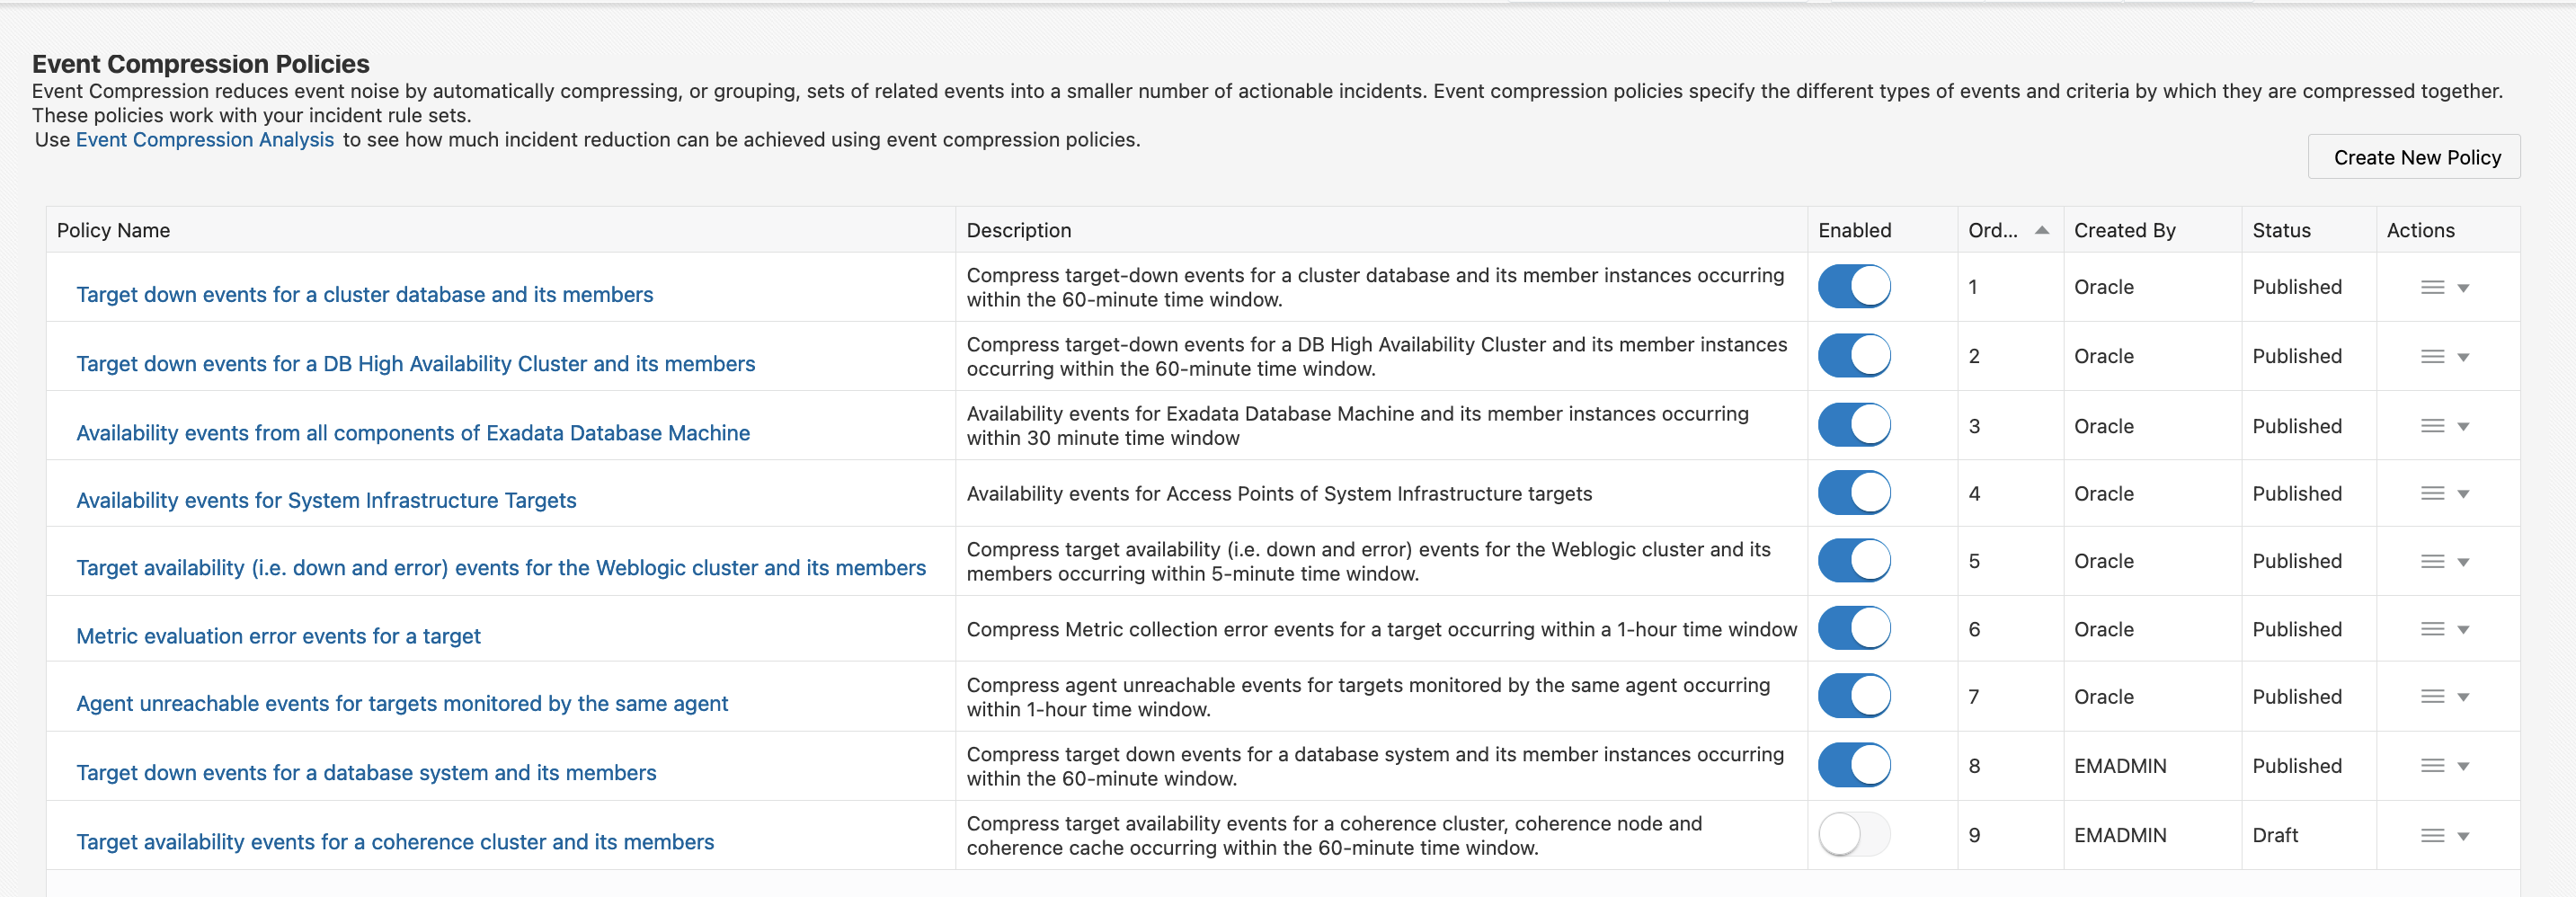 Event Compression Policies
Event Compression reduces event noise by automatically compressing, or grouping, sets of related events into a smaller number of actionable incidents. Event compression policies specify the different types of events and criteria by which they are compressed together.
These policies work with your incident rule sets.
Use Event Compression Analysis to see how much incident reduction can be achieved using event compression policies.
Create New Policy
Policy Name Description Enabled Ord... Created By Status Actions
Target down events for a cluster database and its members
Compress target-down events for a cluster database and its member instances occurring
within the 60-minute time window.
1 Oracle Published
Target down events for a DB High Availability Cluster and its members
Compress target-down events for a DB High Availability Cluster and its member instances
occurring within the 60-minute time window.
2 Oracle Published
Availability events from all components of Exadata Database Machine
Availability events for Exadata Database Machine and its member instances occurring
within 30 minute time window
3 Oracle Published
Availability events for System Infrastructure Targets
Availability events for Access Points of System Infrastructure targets
4 Oracle Published
Target availability (i.e. down and error) events for the Weblogic cluster and its members
Compress target availability (i.e. down and error) events for the Weblogic cluster and its
members occurring within 5-minute time window.
5 Oracle Published
Metric evaluation error events for a target
Compress Metric collection error events for a target occurring within a 1-hour time window
6 Oracle Published
Agent unreachable events for targets monitored by the same agent
Compress agent unreachable events for targets monitored by the same agent occurring
within 1-hour time window.
7 Oracle Published
Target down events for a database system and its members
Compress target down events for a database system and its member instances occurring
within the 60-minute window.
8 EMADMIN Published
Target availability events for a coherence cluster and its members
Compress target availability events for a coherence cluster, coherence node and
coherence cache occurring within the 60-minute time window.
9 EMADMIN Draft